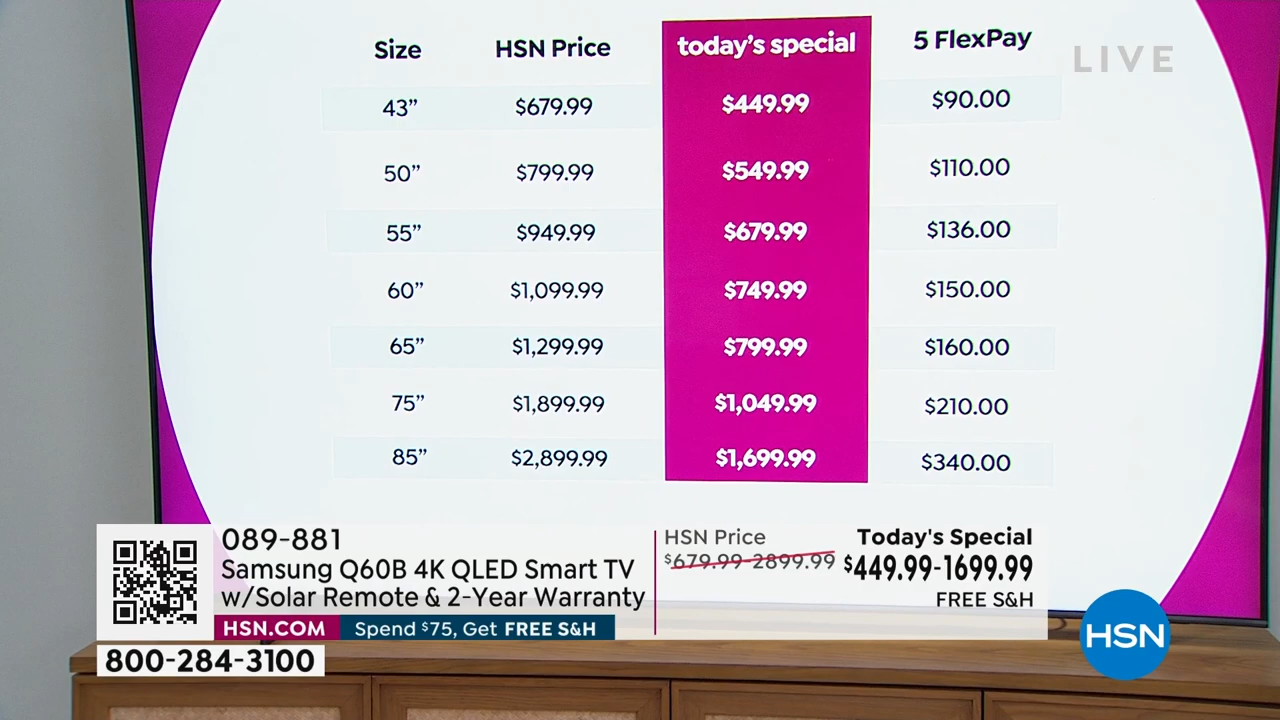 Size HSN Price today's special 5 FlexPay
LIVE
43” $679.99 $449.99 $90.00
50” $799.99 $549.99 $110.00
55” $949.99 $679.99 $136.00
60” $1,099.99 $749.99 $150.00
65” $1,299.99 $799.99 $160.00
75” $1,899.99 $1,049.99 $210.00
85” $2,899.99 $1,699.99 $340.00
089-881
Samsung Q60B 4K QLED Smart TV
w/Solar Remote & 2-Year Warranty
HSN Price
$679.99-2899.99
Today's Special
$449.99-1699.99
FREE S&H
HSN.COM Spend $75, Get FREE S&H
800-284-3100
HSN